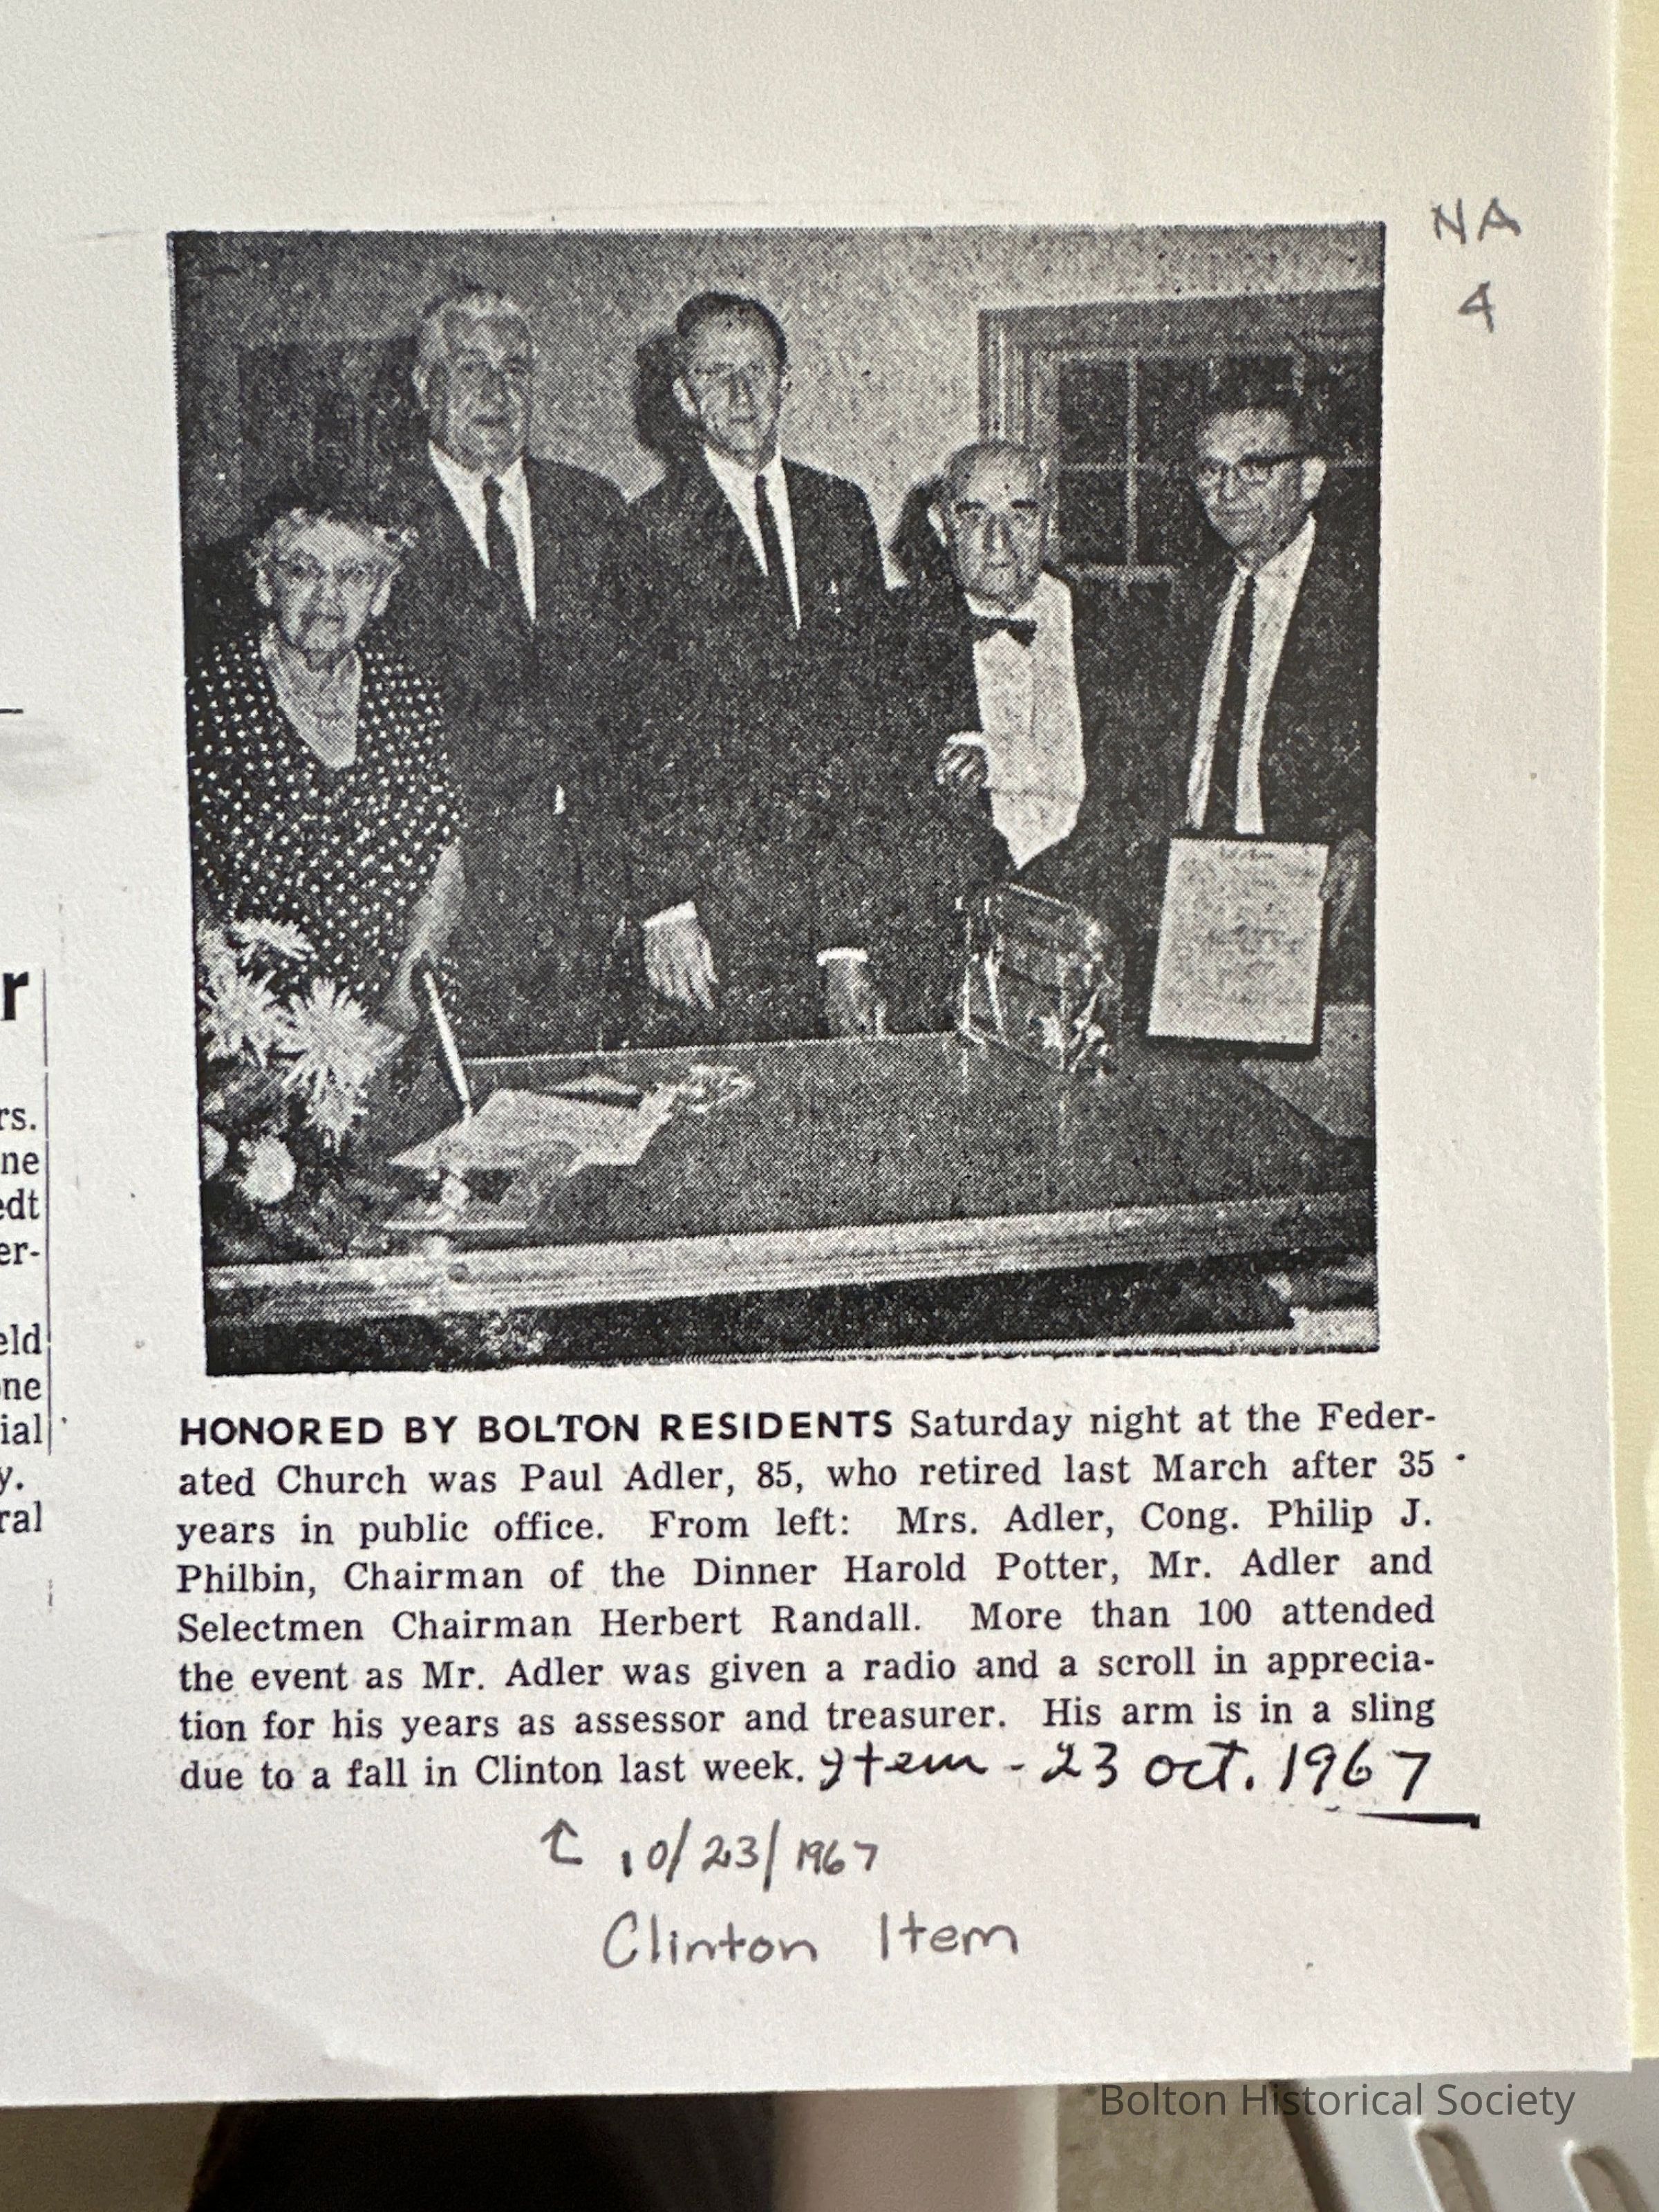 NA
4
r
rs.
ne
edt
er-
eld
one
ial
y.
ral
HONORED BY BOLTON RESIDENTS Saturday night at the Feder-
ated Church was Paul Adler, 85, who retired last March after 35
years in public office. From left: Mrs. Adler, Cong. Philip J.
Philbin, Chairman of the Dinner Harold Potter, Mr. Adler and
Selectmen Chairman Herbert Randall. More than 100 attended
the event as Mr. Adler was given a radio and a scroll in apprecia-
tion for his years as assessor and treasurer. His arm is in a sling
due to a fall in Clinton last week. Item - 23 Oct. 1967
10/23/1967
Clinton Item
Bolton Historical Society